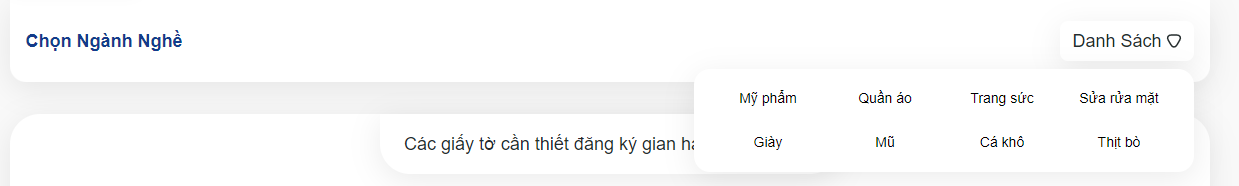 Chọn Ngành Nghề
Danh Sách
Mỹ phẩm Quần áo Trang sức Sửa rửa mặt
Giày Mũ Cá khô Thịt bò
Các giấy tờ cần thiết đăng ký gian